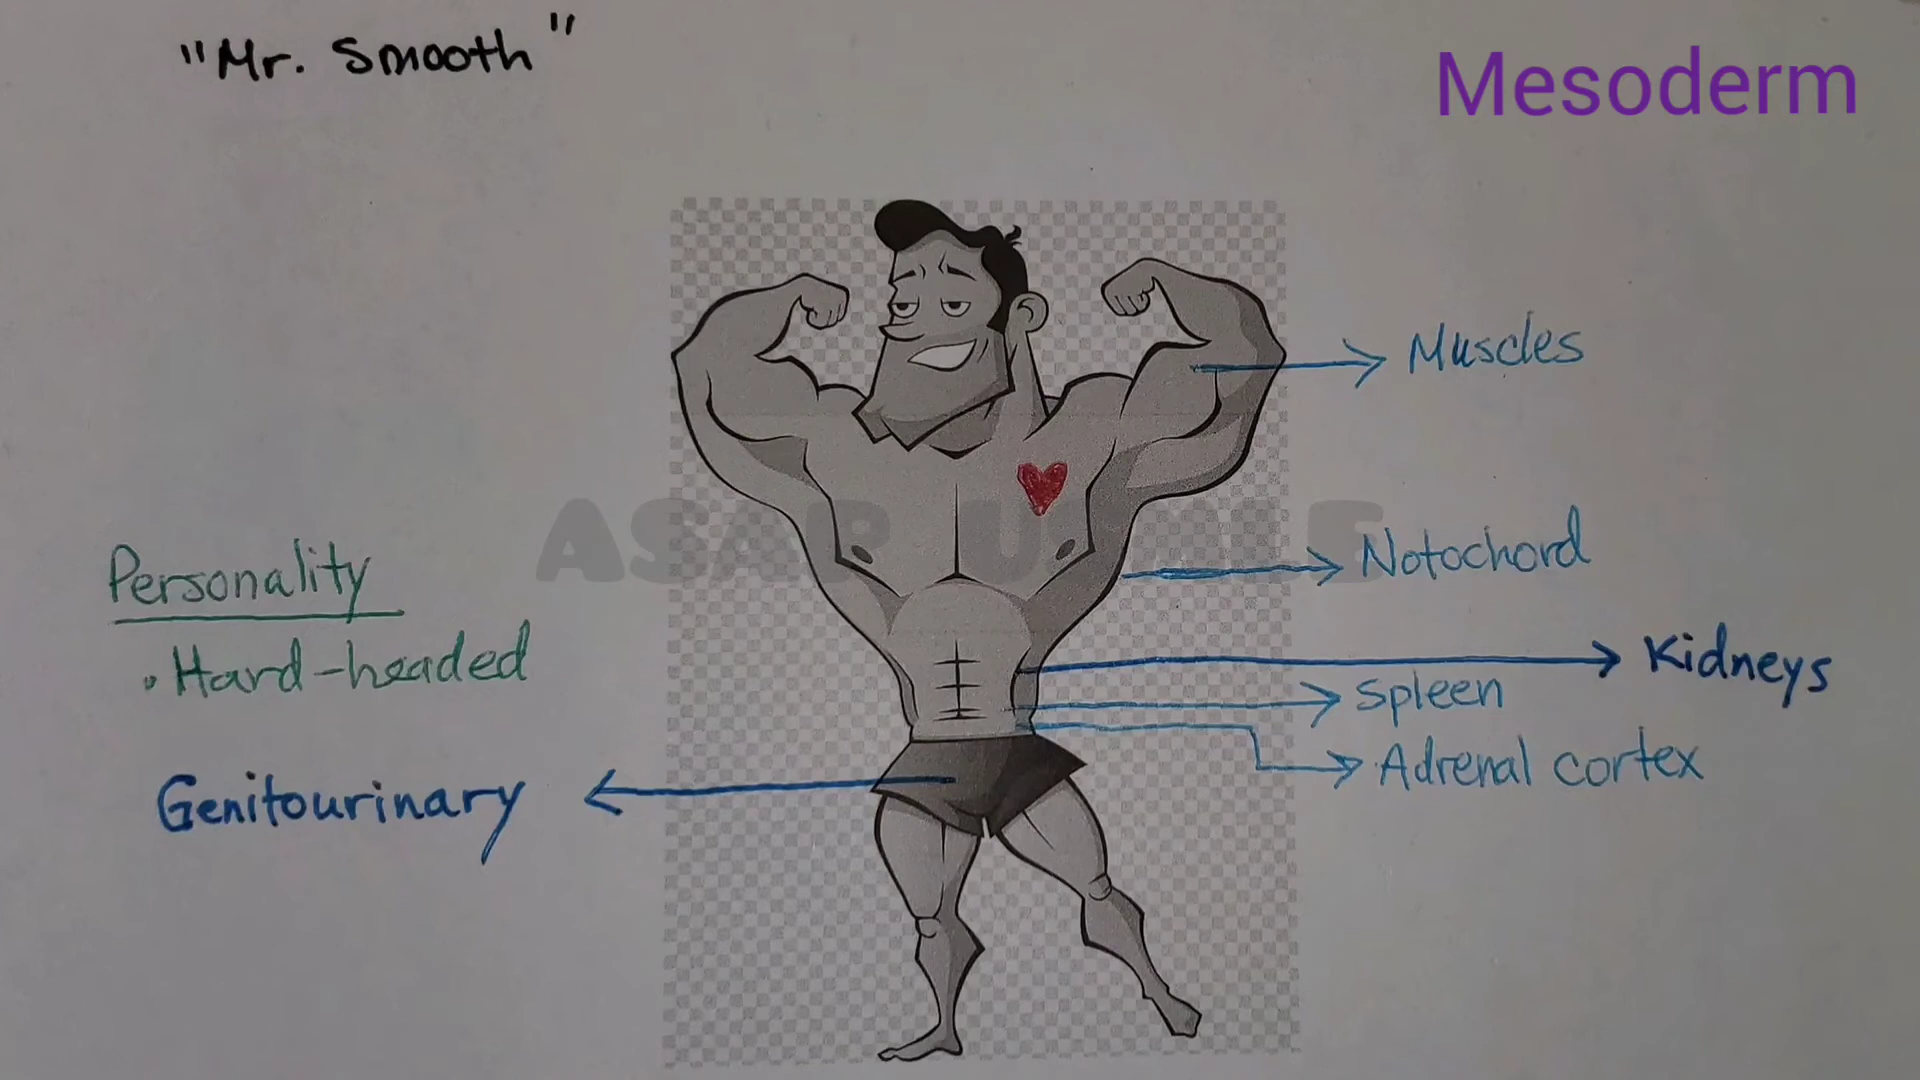 "Mr. Smooth"
Mesoderm
Muscles
Notochord
Personality
. Hard-headed
Kidneys
Spleen
Adrenal cortex
Genitourinary